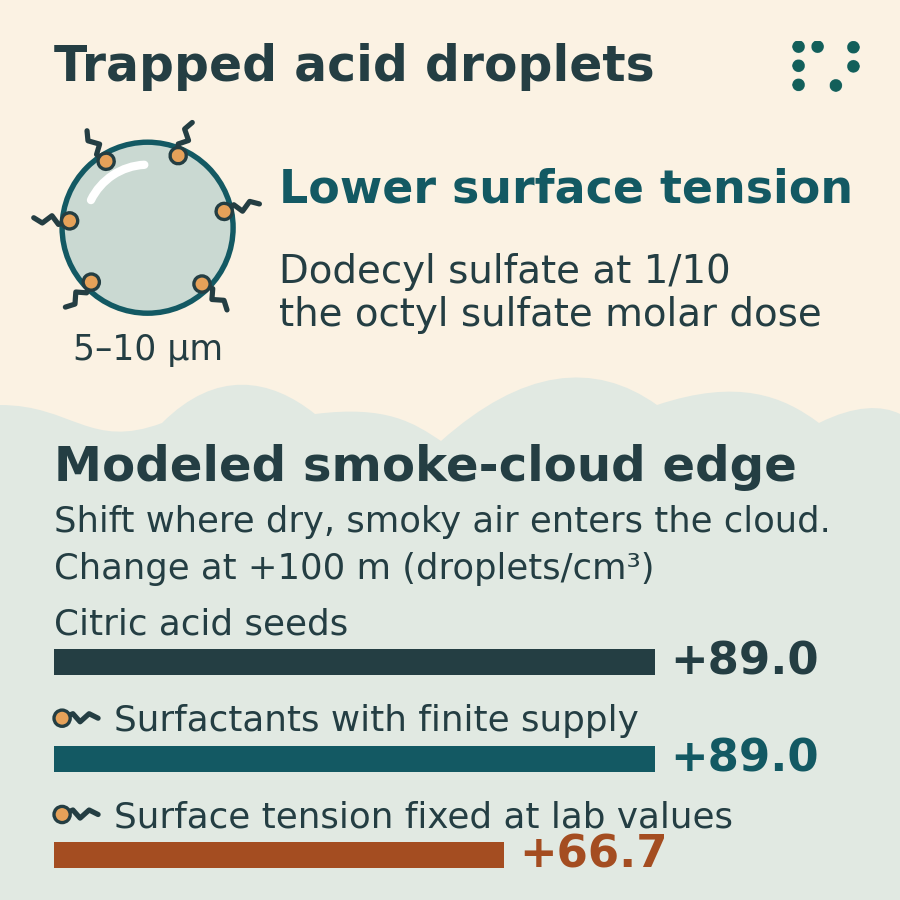 Trapped acid droplets
Lower surface tension
Dodecyl sulfate at 1/10
the octyl sulfate molar dose
5–10 µm
Modeled smoke-cloud edge
Shift where dry, smoky air enters the cloud.
Change at +100 m (droplets/cm³)
Citric acid seeds
+89.0
Surfactants with finite supply
+89.0
Surface tension fixed at lab values
+66.7